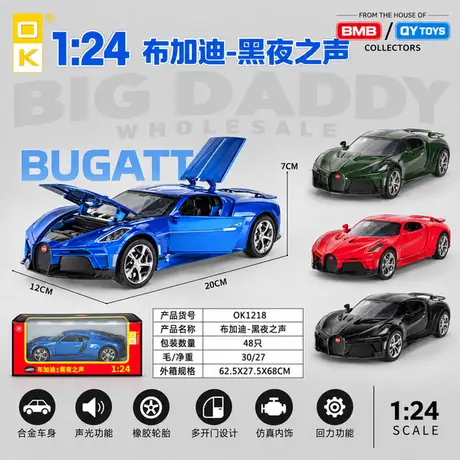 OK
1:24 布加迪-黑夜之声
FROM THE HOUSE OF
BMB / QY TOYS
COLLECTORS
BIG DADDY
WHOLESALE
BUGATT
7CM
12CM
20CM
产品货号 OK1218
产品名称 布加迪-黑夜之声
包装数量 48只
毛/净重 30/27
外箱规格 62.5X27.5X68CM
布加迪-黑夜之声 1:24
合金车身
声光功能
橡胶轮胎
多开门设计
仿真内饰
回力功能
1:24
SCALE